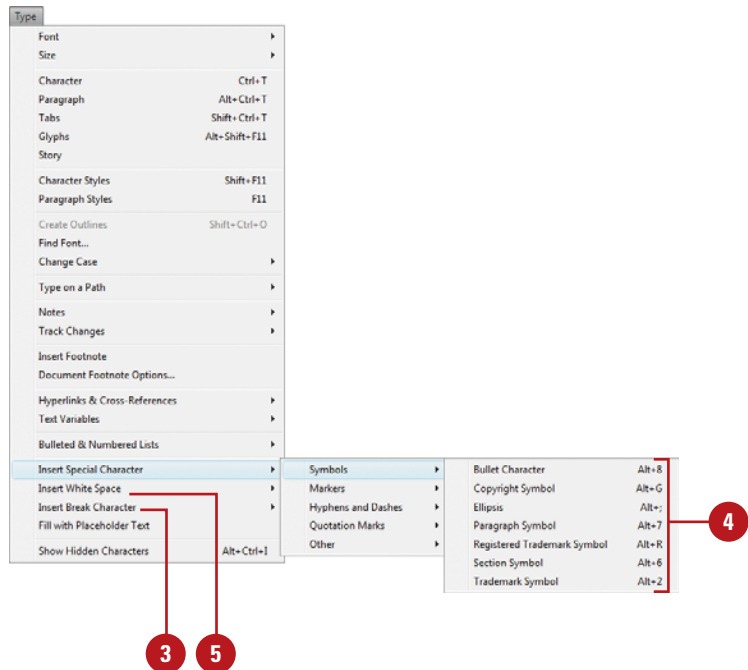 Type
Font
Size
Character Ctrl+T
Paragraph Alt+Ctrl+T
Tabs Shift+Ctrl+T
Glyphs Alt+Shift+F11
Story
Character Styles Shift+F11
Paragraph Styles F11
Create Outlines Shift+Ctrl+O
Find Font...
Change Case
Type on a Path
Notes
Track Changes
Insert Footnote
Document Footnote Options...
Hyperlinks & Cross-References
Text Variables
Bulleted & Numbered Lists
Insert Special Character
Insert White Space
Insert Break Character
Fill with Placeholder Text
Show Hidden Characters Alt+Ctrl+I
Symbols
Markers
Hyphens and Dashes
Quotation Marks
Other
Bullet Character Alt+8
Copyright Symbol Alt+G
Ellipsis Alt+;
Paragraph Symbol Alt+7
Registered Trademark Symbol Alt+R
Section Symbol Alt+6
Trademark Symbol Alt+2
4
3 5